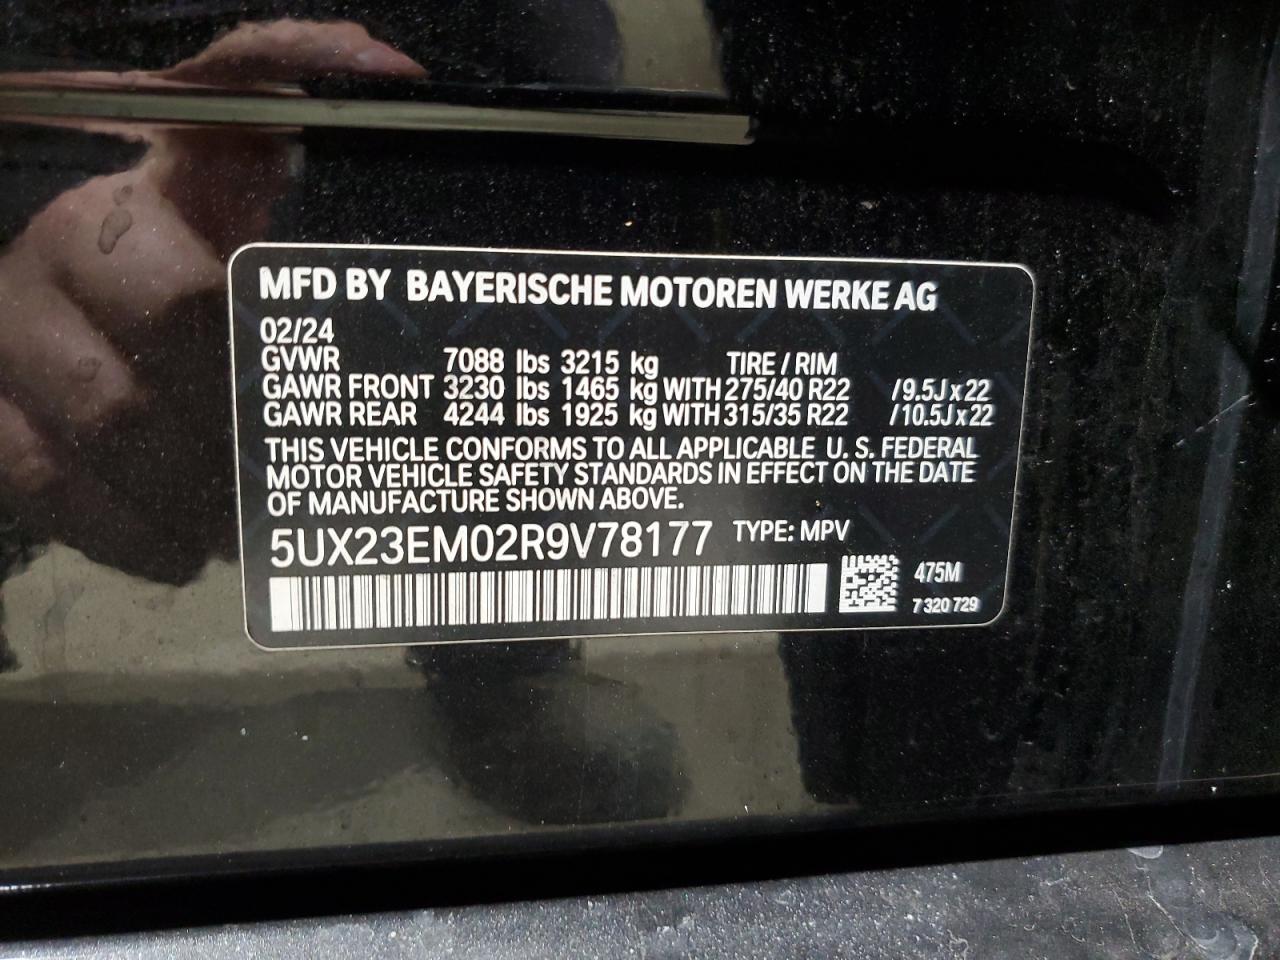 MFD BY BAYERISCHE MOTOREN WERKE AG
02/24
GVWR 7088 lbs 3215 kg TIRE / RIM
GAWR FRONT 3230 lbs 1465 kg WITH 275/40 R22 /9.5J x 22
GAWR REAR 4244 lbs 1925 kg WITH 315/35 R22 /10.5J x 22
THIS VEHICLE CONFORMS TO ALL APPLICABLE U. S. FEDERAL
MOTOR VEHICLE SAFETY STANDARDS IN EFFECT ON THE DATE
OF MANUFACTURE SHOWN ABOVE.
5UX23EM02R9V78177 TYPE: MPV
475M
7 320 729